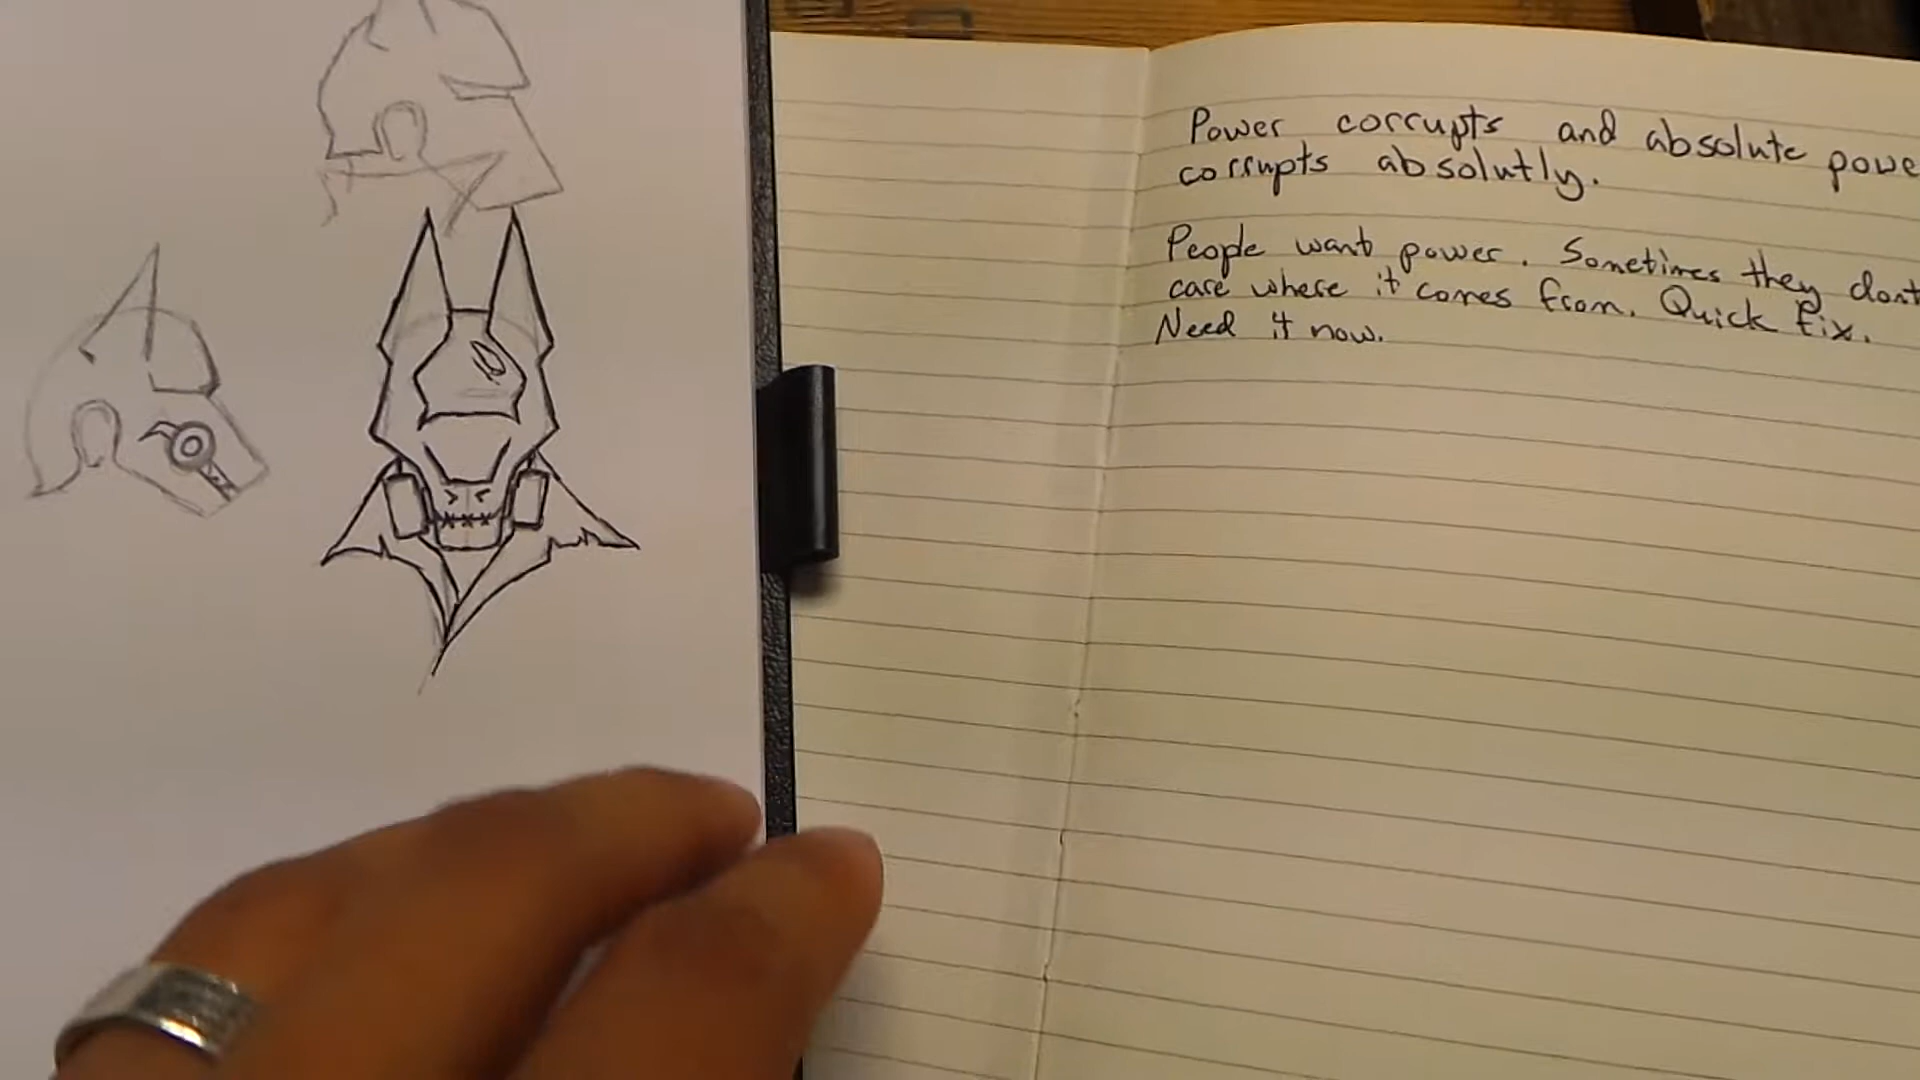 Power corrupts and absolute powe
corrupts absolutly.
People want power. Sometimes they dont
care where it comes from. Quick fix.
Need it now.